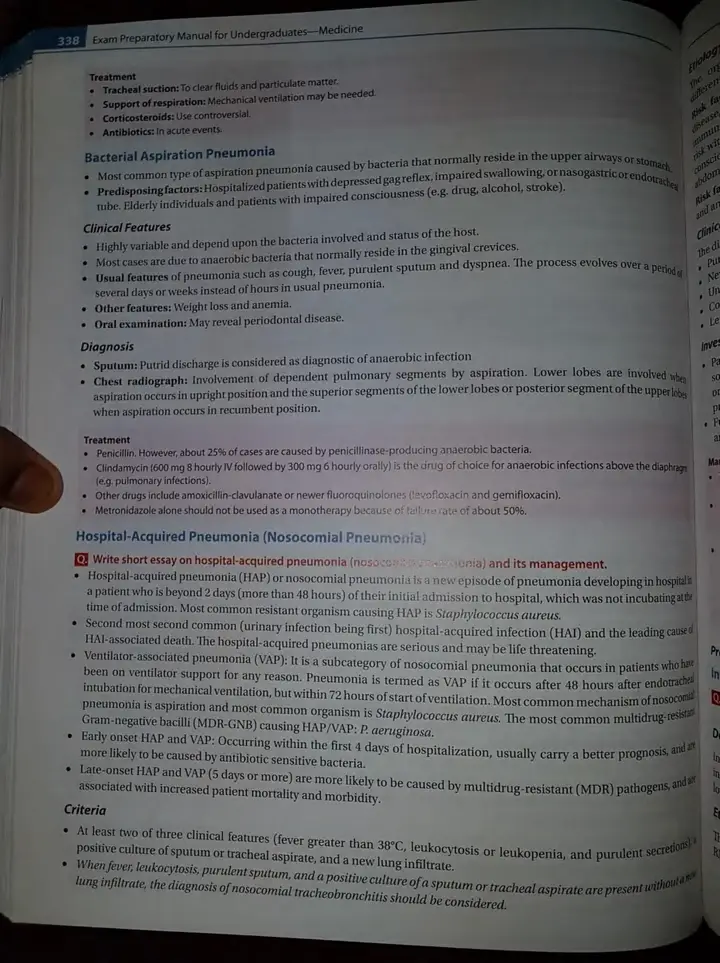 338 Exam Preparatory Manual for Undergraduates—Medicine
Treatment
• Tracheal suction: To clear fluids and particulate matter.
• Support of respiration: Mechanical ventilation may be needed.
• Corticosteroids: Use controversial.
• Antibiotics: In acute events.
Bacterial Aspiration Pneumonia
• Most common type of aspiration pneumonia caused by bacteria that normally reside in the upper airways or stomach.
• Predisposing factors: Hospitalized patients with depressed gag reflex, impaired swallowing, or nasogastric or endotracheal
tube. Elderly individuals and patients with impaired consciousness (e.g. drug, alcohol, stroke).
Clinical Features
• Highly variable and depend upon the bacteria involved and status of the host.
• Most cases are due to anaerobic bacteria that normally reside in the gingival crevices.
• Usual features of pneumonia such as cough, fever, purulent sputum and dyspnea. The process evolves over a period of
several days or weeks instead of hours in usual pneumonia.
• Other features: Weight loss and anemia.
• Oral examination: May reveal periodontal disease.
Diagnosis
• Sputum: Putrid discharge is considered as diagnostic of anaerobic infection
• Chest radiograph: Involvement of dependent pulmonary segments by aspiration. Lower lobes are involved when
aspiration occurs in upright position and the superior segments of the lower lobes or posterior segment of the upper lobes
when aspiration occurs in recumbent position.
Treatment
• Penicillin. However, about 25% of cases are caused by penicillinase-producing anaerobic bacteria.
• Clindamycin (600 mg 8 hourly IV followed by 300 mg 6 hourly orally) is the drug of choice for anaerobic infections above the diaphragm
(e.g. pulmonary infections).
• Other drugs include amoxicillin-clavulanate or newer fluoroquinolones (levofloxacin and gemifloxacin).
• Metronidazole alone should not be used as a monotherapy because of failure rate of about 50%.
Hospital-Acquired Pneumonia (Nosocomial Pneumonia)
Q. Write short essay on hospital-acquired pneumonia (nosocomial pneumonia) and its management.
• Hospital-acquired pneumonia (HAP) or nosocomial pneumonia is a new episode of pneumonia developing in hospital in
a patient who is beyond 2 days (more than 48 hours) of their initial admission to hospital, which was not incubating at the
time of admission. Most common resistant organism causing HAP is Staphylococcus aureus.
• Second most second common (urinary infection being first) hospital-acquired infection (HAI) and the leading cause of
HAI-associated death. The hospital-acquired pneumonias are serious and may be life threatening.
• Ventilator-associated pneumonia (VAP): It is a subcategory of nosocomial pneumonia that occurs in patients who have
been on ventilator support for any reason. Pneumonia is termed as VAP if it occurs after 48 hours after endotracheal
intubation for mechanical ventilation, but within 72 hours of start of ventilation. Most common mechanism of nosocomial
pneumonia is aspiration and most common organism is Staphylococcus aureus. The most common multidrug-resistant
Gram-negative bacilli (MDR-GNB) causing HAP/VAP: P. aeruginosa.
• Early onset HAP and VAP: Occurring within the first 4 days of hospitalization, usually carry a better prognosis, and are
more likely to be caused by antibiotic sensitive bacteria.
• Late-onset HAP and VAP (5 days or more) are more likely to be caused by multidrug-resistant (MDR) pathogens, and are
associated with increased patient mortality and morbidity.
Criteria
• At least two of three clinical features (fever greater than 38°C, leukocytosis or leukopenia, and purulent secretions)
positive culture of sputum or tracheal aspirate, and a new lung infiltrate.
• When fever, leukocytosis, purulent sputum, and a positive culture of a sputum or tracheal aspirate are present without a new
lung infiltrate, the diagnosis of nosocomial tracheobronchitis should be considered.